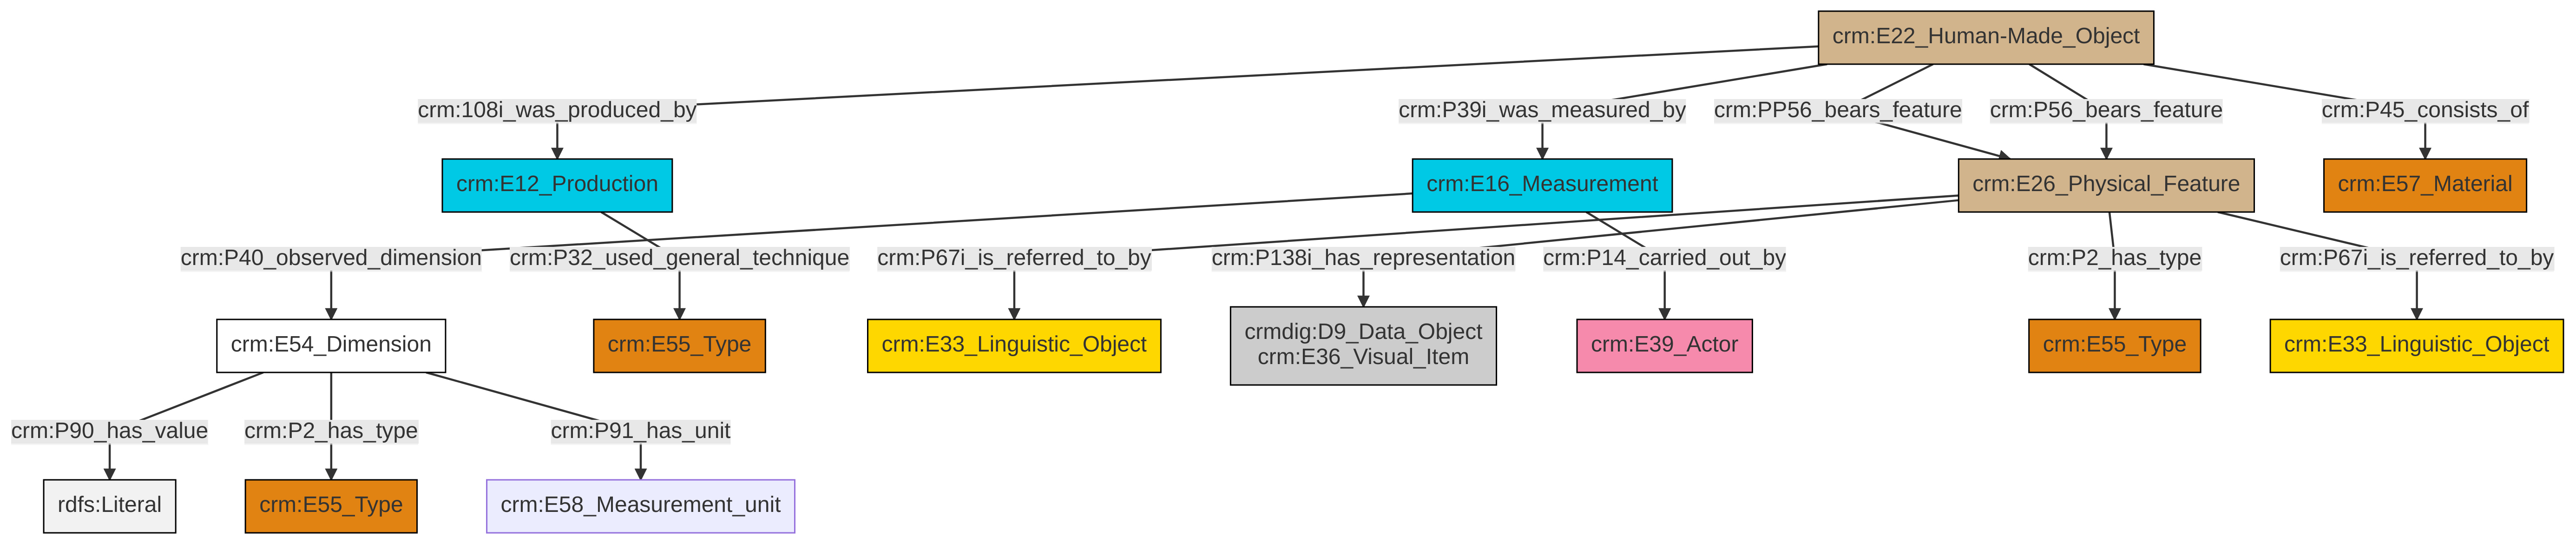 crm:E22_Human-Made_Object
crm:108i_was_produced_by
crm:P39i_was_measured_by
crm:PP56_bears_feature
crm:P56_bears_feature
crm:P45_consists_of
crm:E12_Production
crm:E16_Measurement
crm:E26_Physical_Feature
crm:E57_Material
crm:P40_observed_dimension
crm:P32_used_general_technique
crm:P67i_is_referred_to_by
crm:P138i_has_representation
crm:P14_carried_out_by
crm:P2_has_type
crm:P67i_is_referred_to_by
crm:E54_Dimension
crm:E55_Type
crm:E33_Linguistic_Object
crmdig:D9_Data_Object
crm:E36_Visual_Item
crm:E39_Actor
crm:E55_Type
crm:E33_Linguistic_Object
crm:P90_has_value
crm:P2_has_type
crm:P91_has_unit
rdfs:Literal
crm:E55_Type
crm:E58_Measurement_unit